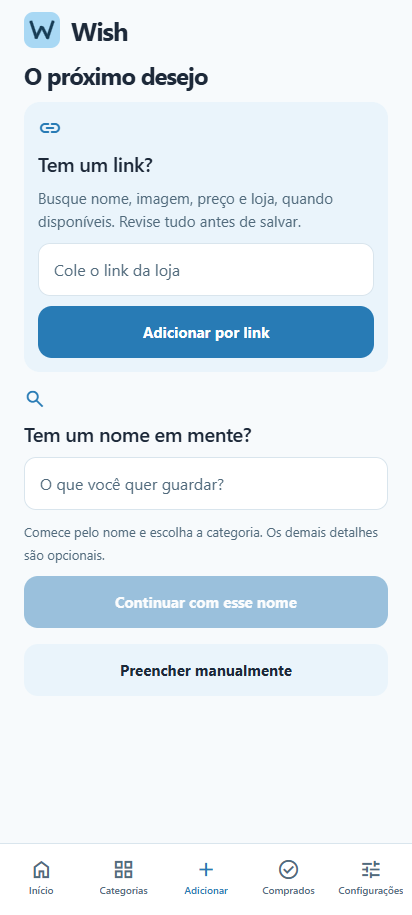 W Wish
O próximo desejo
Tem um link?
Busque nome, imagem, preço e loja, quando
disponíveis. Revise tudo antes de salvar.
Cole o link da loja
Adicionar por link
Tem um nome em mente?
O que você quer guardar?
Comece pelo nome e escolha a categoria. Os demais detalhes
são opcionais.
Continuar com esse nome
Preencher manualmente
Início Categorias Adicionar Comprados Configurações